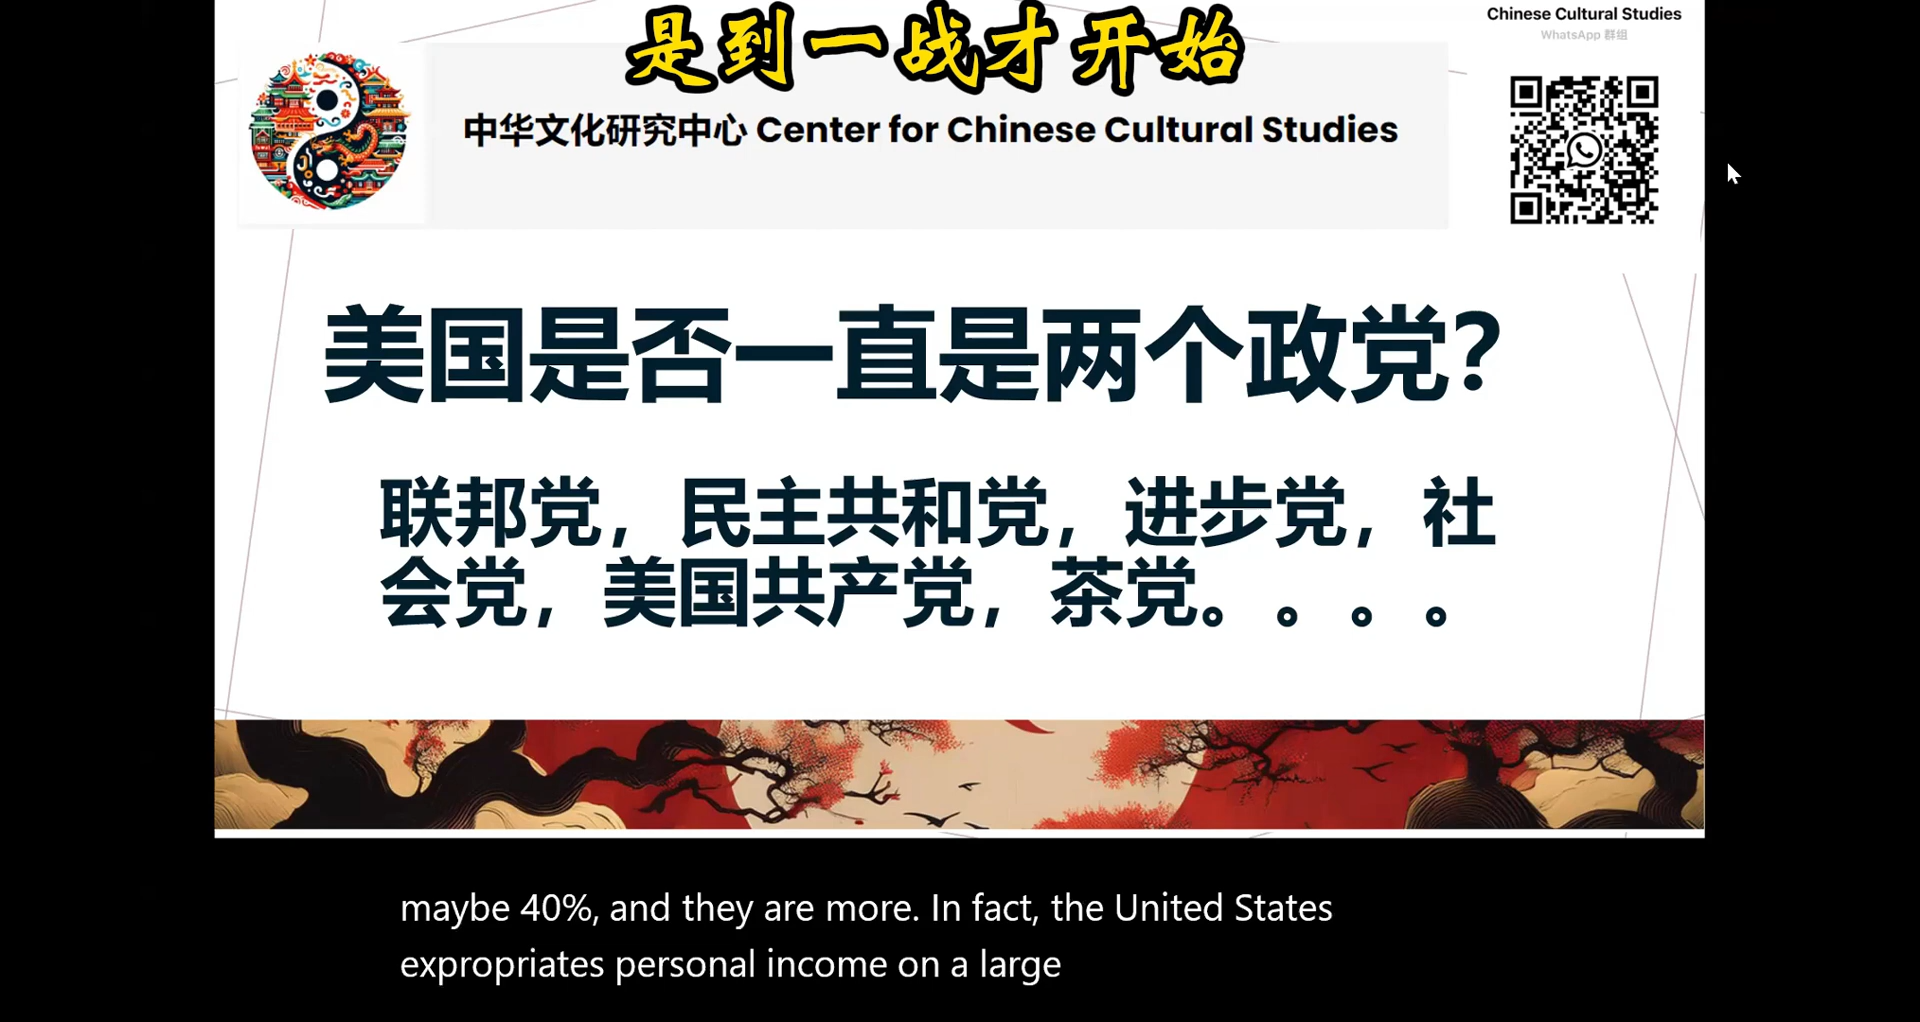 是到一战才开始
Chinese Cultural Studies
WhatsApp 群组
中华文化研究中心 Center for Chinese Cultural Studies
美国是否一直是两个政党？
联邦党，民主共和党，进步党，社
会党，美国共产党，茶党。。。。
maybe 40%, and they are more. In fact, the United States
expropriates personal income on a large